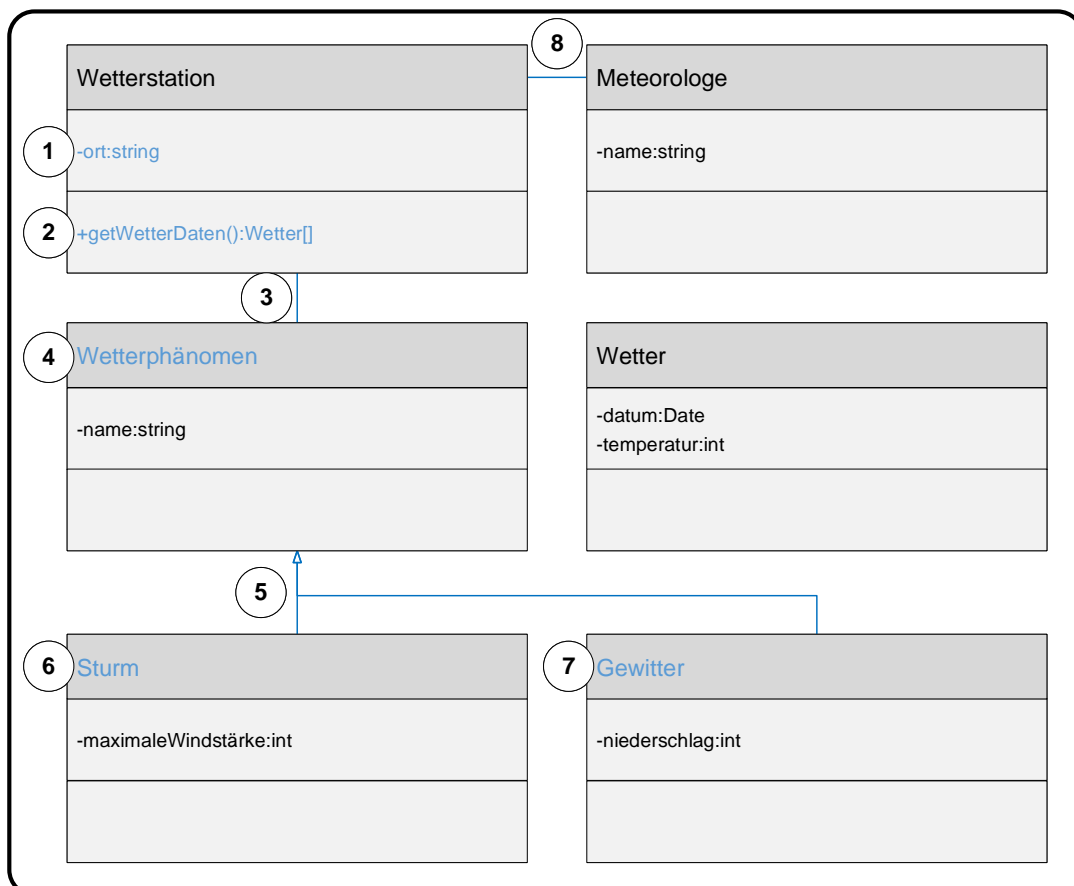 8
Wetterstation
Meteorologe
1
-ort:string
-name:string
2
+getWetterDaten():Wetter[]
3
4
Wetterphänomen
Wetter
-name:string
-datum:Date
-temperatur:int
5
6
Sturm
7
Gewitter
-maximaleWindstärke:int
-niederschlag:int